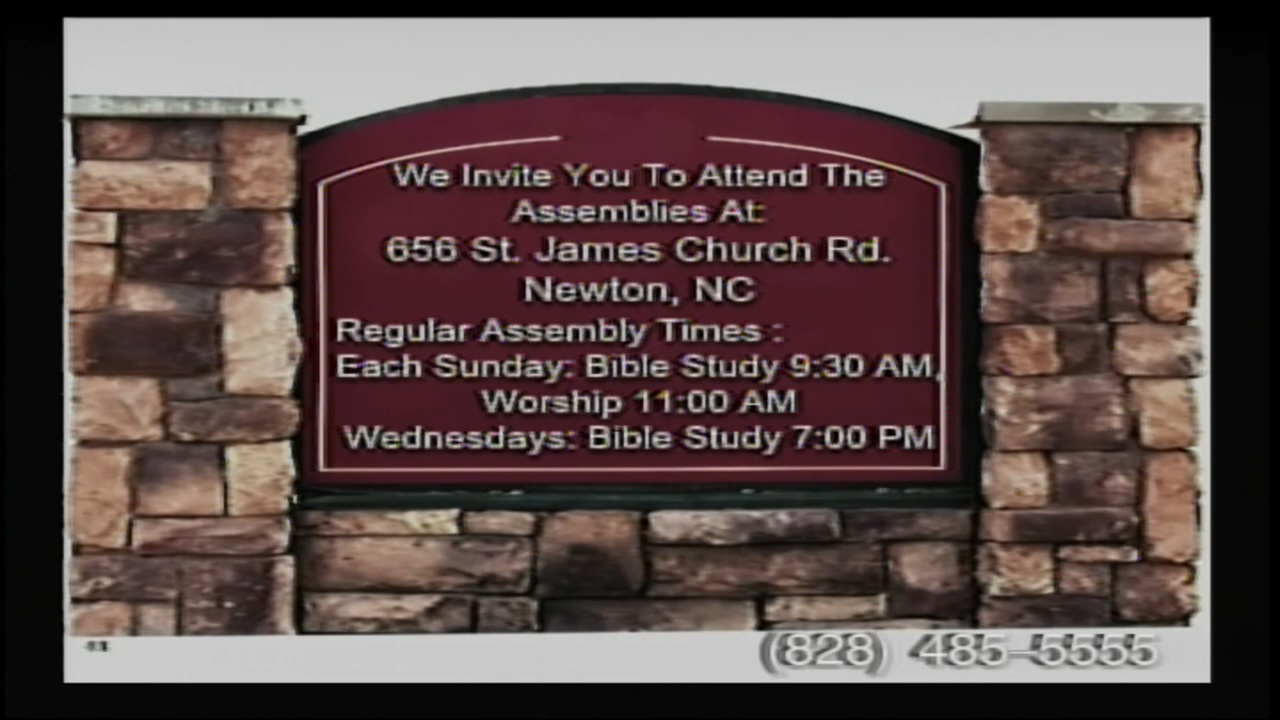 We Invite You To Attend The
Assemblies At:
656 St. James Church Rd.
Newton, NC
Regular Assembly Times :
Each Sunday: Bible Study 9:30 AM,
Worship 11:00 AM
Wednesdays: Bible Study 7:00 PM
(828) 485-5555